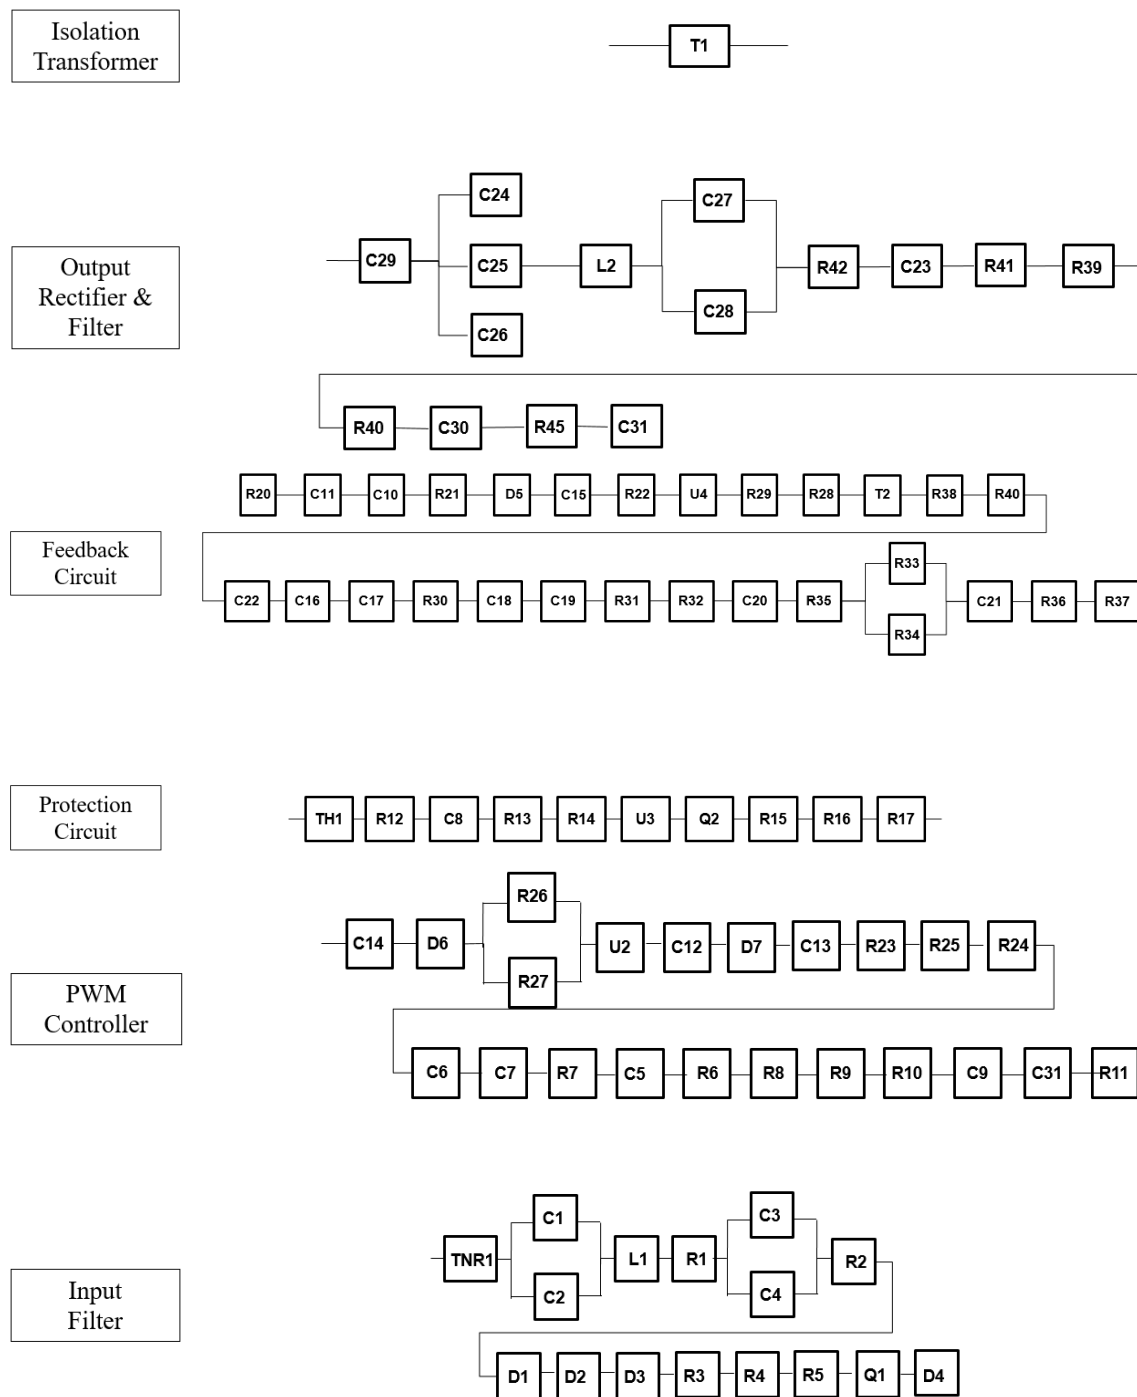 Isolation
Transformer
T1
Output
Rectifier &
Filter
C24
C27
C29
C25
L2
R42
C23
R41
R39
C28
C26
R40
C30
R45
C31
Feedback
Circuit
R20
C11
C10
R21
D5
C15
R22
U4
R29
R28
T2
R38
R40
R33
C22
C16
C17
R30
C18
C19
R31
R32
C20
R35
C21
R36
R37
R34
Protection
Circuit
TH1
R12
C8
R13
R14
U3
Q2
R15
R16
R17
PWM
Controller
R26
C14
D6
U2
C12
D7
C13
R23
R25
R24
R27
C6
C7
R7
C5
R6
R8
R9
R10
C9
C31
R11
Input
Filter
C1
C3
TNR1
L1
R1
R2
C2
C4
D1
D2
D3
R3
R4
R5
Q1
D4